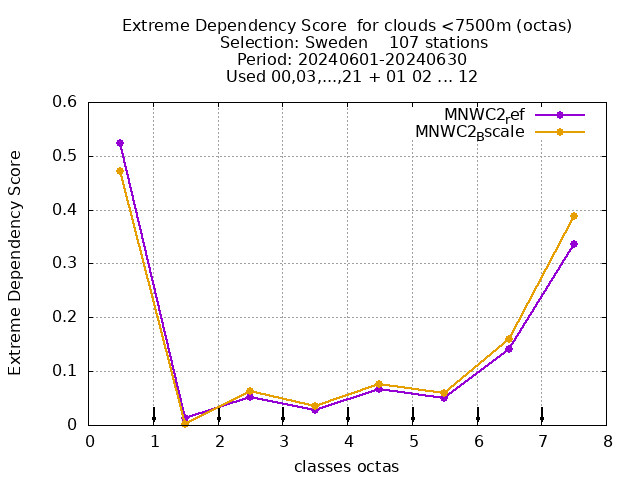 Extreme Dependency Score  for clouds <7500m (octas)
Selection: Sweden    107 stations
Period: 20240601-20240630
Used 00,03,...,21 + 01 02 ... 12
MNWC2_ref
MNWC2_Bscale
Extreme Dependency Score
0.6
0.5
0.4
0.3
0.2
0.1
0
0 1 2 3 4 5 6 7 8
classes octas